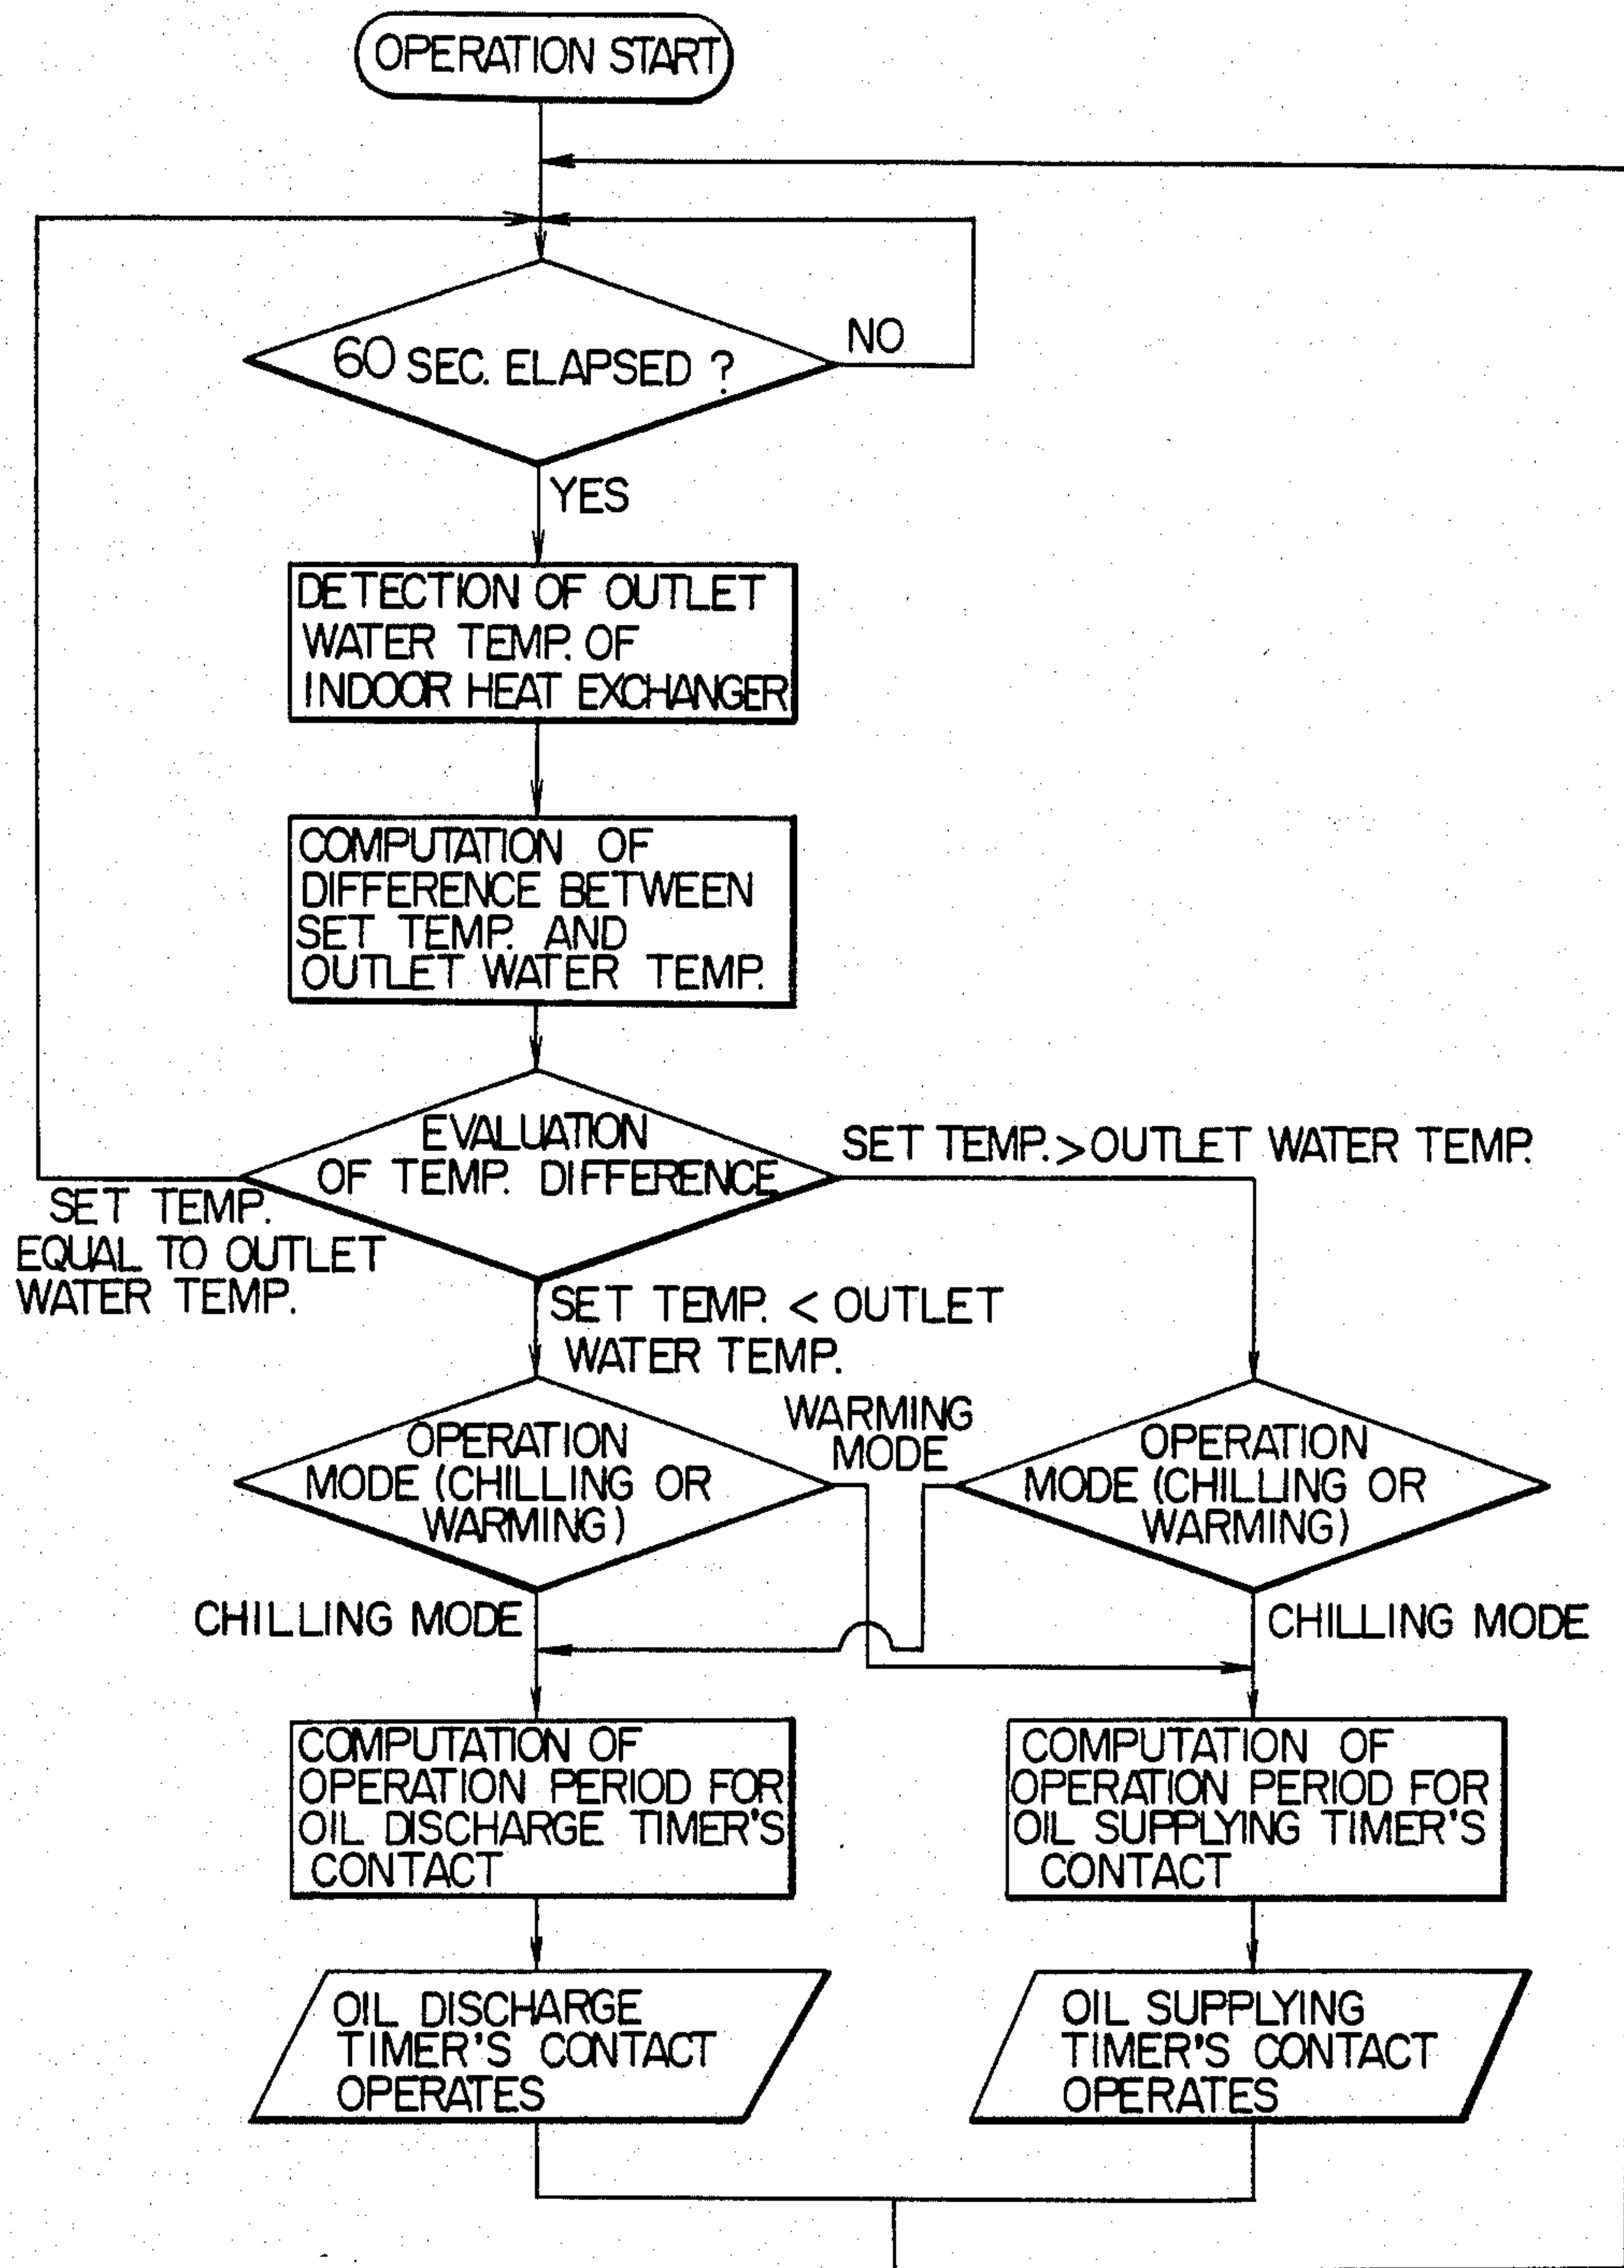 OPERATION START
60 SEC. ELAPSED ?
NO
YES
DETECTION OF OUTLET
WATER TEMP. OF
INDOOR HEAT EXCHANGER
COMPUTATION OF
DIFFERENCE BETWEEN
SET TEMP. AND
OUTLET WATER TEMP.
EVALUATION
OF TEMP. DIFFERENCE
SET TEMP. > OUTLET WATER TEMP.
SET TEMP.
EQUAL TO OUTLET
WATER TEMP.
SET TEMP. < OUTLET
WATER TEMP.
OPERATION
MODE (CHILLING OR
WARMING)
WARMING
MODE
OPERATION
MODE (CHILLING OR
WARMING)
CHILLING MODE
CHILLING MODE
COMPUTATION OF
OPERATION PERIOD FOR
OIL DISCHARGE TIMER'S
CONTACT
COMPUTATION OF
OPERATION PERIOD FOR
OIL SUPPLYING TIMER'S
CONTACT
OIL DISCHARGE
TIMER'S CONTACT
OPERATES
OIL SUPPLYING
TIMER'S CONTACT
OPERATES